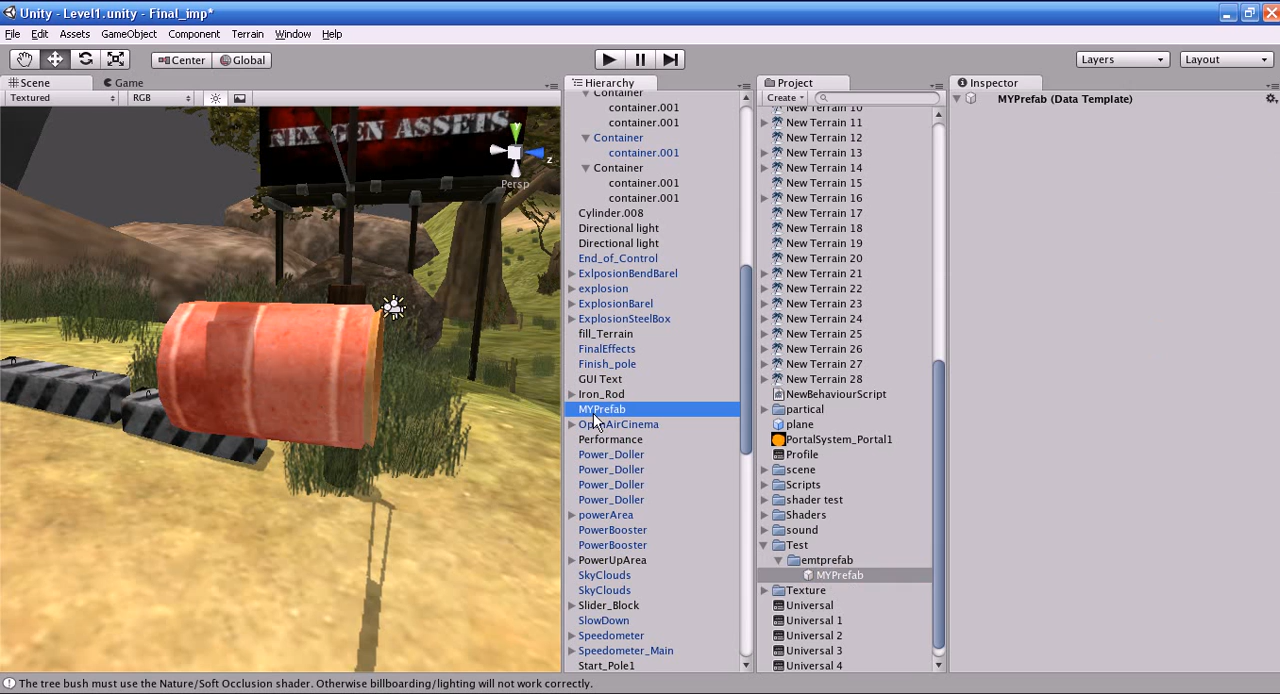 Unity - Level1.unity - Final_imp*
File Edit Assets GameObject Component Terrain Window Help
Center Global Layers Layout
Scene Game
Textured RGB
NEX GEN ASSETS
Persp
z
Hierarchy
Container
container.001
container.001
Container
container.001
Container
container.001
container.001
Cylinder.008
Directional light
Directional light
End_of_Control
ExlposionBendBarel
explosion
ExplosionBarel
ExplosionSteelBox
fill_Terrain
FinalEffects
Finish_pole
GUI Text
Iron_Rod
MYPrefab
OpenAirCinema
Performance
Power_Doller
Power_Doller
Power_Doller
Power_Doller
powerArea
PowerBooster
PowerBooster
PowerUpArea
SkyClouds
SkyClouds
Slider_Block
SlowDown
Speedometer
Speedometer_Main
Start_Pole1
Project
Create
New Terrain 10
New Terrain 11
New Terrain 12
New Terrain 13
New Terrain 14
New Terrain 15
New Terrain 16
New Terrain 17
New Terrain 18
New Terrain 19
New Terrain 20
New Terrain 21
New Terrain 22
New Terrain 23
New Terrain 24
New Terrain 25
New Terrain 26
New Terrain 27
New Terrain 28
NewBehaviourScript
partical
plane
PortalSystem_Portal1
Profile
scene
Scripts
shader test
Shaders
sound
Test
emtprefab
MYPrefab
Texture
Universal
Universal 1
Universal 2
Universal 3
Universal 4
Inspector
MYPrefab (Data Template)
The tree bush must use the Nature/Soft Occlusion shader. Otherwise billboarding/lighting will not work correctly.